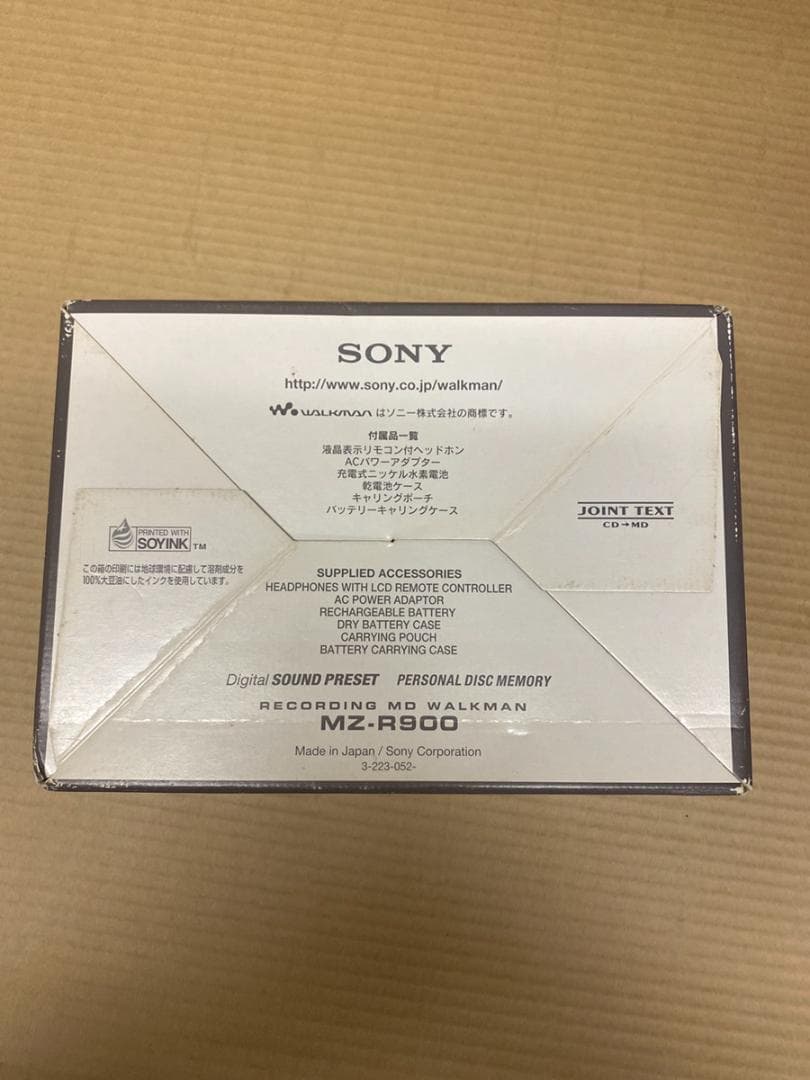 SONY
http://www.sony.co.jp/walkman/
WALKMAN はソニー株式会社の商標です。
付属品一覧
液晶表示リモコン付ヘッドホン
ACパワーアダプター
充電式ニッケル水素電池
乾電池ケース
キャリングポーチ
バッテリーキャリングケース
JOINT TEXT
CD→MD
PRINTED WITH
SOYINK TM
この箱の印刷には地球環境に配慮して溶剤成分を
100%大豆油にしたインクを使用しています。
SUPPLIED ACCESSORIES
HEADPHONES WITH LCD REMOTE CONTROLLER
AC POWER ADAPTOR
RECHARGEABLE BATTERY
DRY BATTERY CASE
CARRYING POUCH
BATTERY CARRYING CASE
Digital SOUND PRESET PERSONAL DISC MEMORY
RECORDING MD WALKMAN
MZ-R900
Made in Japan / Sony Corporation
3-223-052-